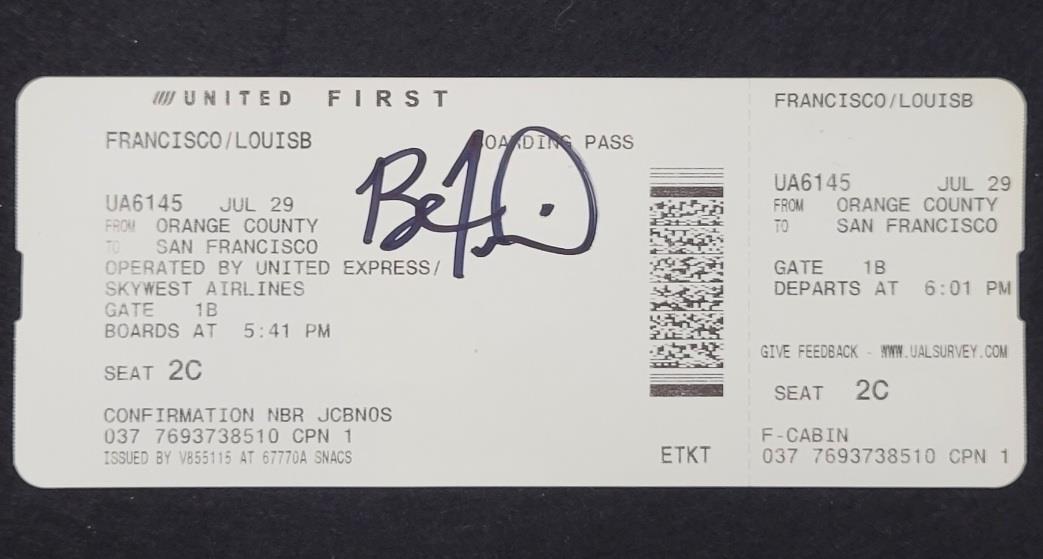 UNITED FIRST
FRANCISCO/LOUISB
BOARDING PASS
UA6145 JUL 29
FROM ORANGE COUNTY
TO SAN FRANCISCO
OPERATED BY UNITED EXPRESS/
SKYWEST AIRLINES
GATE 1B
BOARDS AT 5:41 PM
SEAT 2C
CONFIRMATION NBR JCBN0S
037 7693738510 CPN 1
ISSUED BY V855115 AT 67770A SNACS
ETKT
FRANCISCO/LOUISB
UA6145 JUL 29
FROM ORANGE COUNTY
TO SAN FRANCISCO
GATE 1B
DEPARTS AT 6:01 PM
GIVE FEEDBACK - WWW.UALSURVEY.COM
SEAT 2C
F-CABIN
037 7693738510 CPN 1